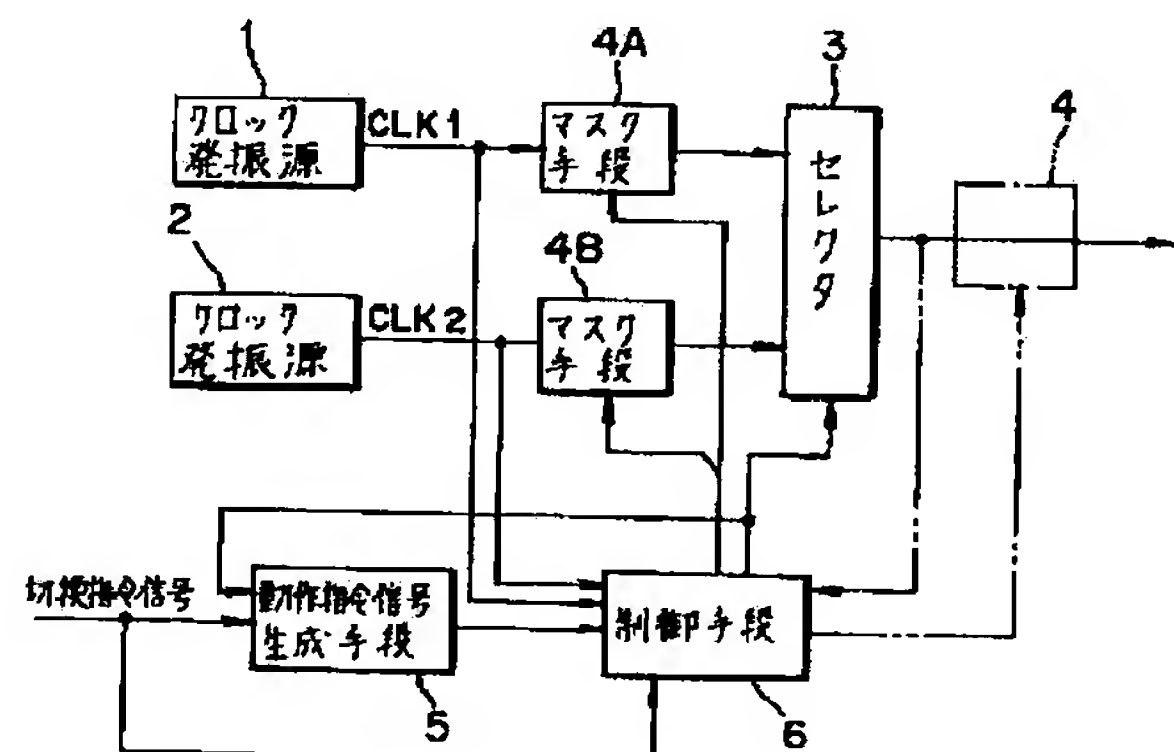 1
クロック
発振源
CLK1
4A
マスク
手段
3
セレクタ
4
2
クロック
発振源
CLK2
4B
マスク
手段
切換指令信号
動作指令信号
生成手段
5
制御手段
6